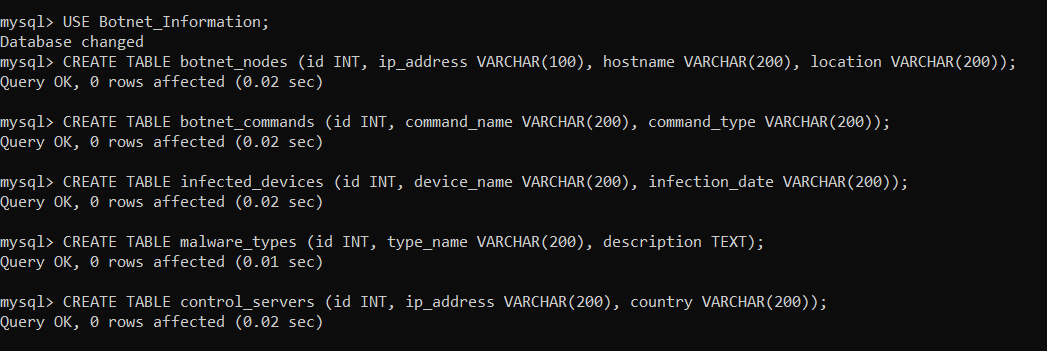 mysql> USE Botnet_Information;
Database changed
mysql> CREATE TABLE botnet_nodes (id INT, ip_address VARCHAR(100), hostname VARCHAR(200), location VARCHAR(200));
Query OK, 0 rows affected (0.02 sec)
mysql> CREATE TABLE botnet_commands (id INT, command_name VARCHAR(200), command_type VARCHAR(200));
Query OK, 0 rows affected (0.02 sec)
mysql> CREATE TABLE infected_devices (id INT, device_name VARCHAR(200), infection_date VARCHAR(200));
Query OK, 0 rows affected (0.02 sec)
mysql> CREATE TABLE malware_types (id INT, type_name VARCHAR(200), description TEXT);
Query OK, 0 rows affected (0.01 sec)
mysql> CREATE TABLE control_servers (id INT, ip_address VARCHAR(200), country VARCHAR(200));
Query OK, 0 rows affected (0.02 sec)